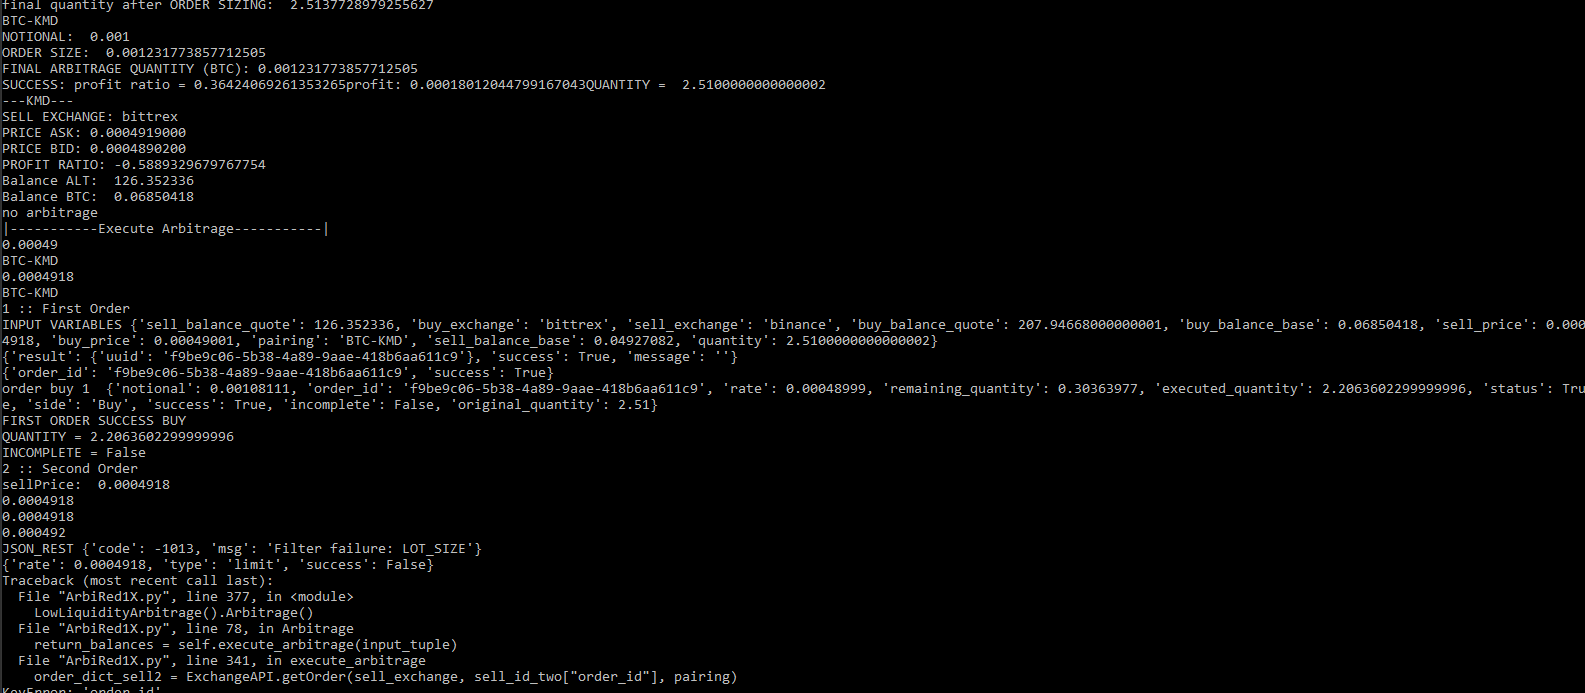 final quantity after ORDER SIZING:  2.5137728979255627
BTC-KMD
NOTIONAL:  0.001
ORDER SIZE:  0.001231773857712505
FINAL ARBITRAGE QUANTITY (BTC): 0.001231773857712505
SUCCESS: profit ratio = 0.36424069261353265profit: 0.00018012044799167043QUANTITY =  2.5100000000000002
---KMD---
SELL EXCHANGE: bittrex
PRICE ASK: 0.0004919000
PRICE BID: 0.0004890200
PROFIT RATIO: -0.5889329679767754
Balance ALT:  126.352336
Balance BTC:  0.06850418
no arbitrage
|-----------Execute Arbitrage-----------|
0.00049
BTC-KMD
0.0004918
BTC-KMD
1 :: First Order
INPUT VARIABLES {'sell_balance_quote': 126.352336, 'buy_exchange': 'bittrex', 'sell_exchange': 'binance', 'buy_balance_quote': 207.94668000000001, 'buy_balance_base': 0.06850418, 'sell_price': 0.000
4918, 'buy_price': 0.00049001, 'pairing': 'BTC-KMD', 'sell_balance_base': 0.04927082, 'quantity': 2.5100000000000002}
{'result': {'uuid': 'f9be9c06-5b38-4a89-9aae-418b6aa611c9'}, 'success': True, 'message': ''}
{'order_id': 'f9be9c06-5b38-4a89-9aae-418b6aa611c9', 'success': True}
order buy 1  {'notional': 0.00108111, 'order_id': 'f9be9c06-5b38-4a89-9aae-418b6aa611c9', 'rate': 0.00048999, 'remaining_quantity': 0.30363977, 'executed_quantity': 2.2063602299999996, 'status': Tru
e, 'side': 'Buy', 'success': True, 'incomplete': False, 'original_quantity': 2.51}
FIRST ORDER SUCCESS BUY
QUANTITY = 2.2063602299999996
INCOMPLETE = False
2 :: Second Order
sellPrice:  0.0004918
0.0004918
0.0004918
0.000492
JSON_REST {'code': -1013, 'msg': 'Filter failure: LOT_SIZE'}
{'rate': 0.0004918, 'type': 'limit', 'success': False}
Traceback (most recent call last):
  File "ArbiRed1X.py", line 377, in <module>
    LowLiquidityArbitrage().Arbitrage()
  File "ArbiRed1X.py", line 78, in Arbitrage
    return_balances = self.execute_arbitrage(input_tuple)
  File "ArbiRed1X.py", line 341, in execute_arbitrage
    order_dict_sell2 = ExchangeAPI.getOrder(sell_exchange, sell_id_two["order_id"], pairing)
KeyError: 'order_id'